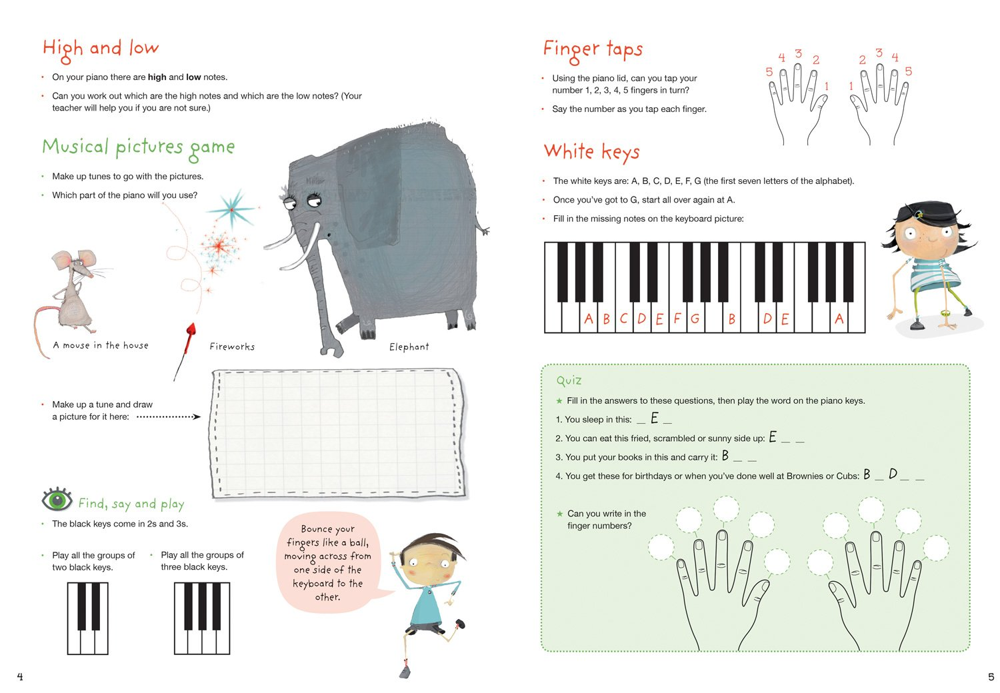 High and low
• On your piano there are high and low notes.
• Can you work out which are the high notes and which are the low notes? (Your
teacher will help you if you are not sure.)
Musical pictures game
• Make up tunes to go with the pictures.
• Which part of the piano will you use?
A mouse in the house
Fireworks
Elephant
• Make up a tune and draw
a picture for it here:
Find, say and play
• The black keys come in 2s and 3s.
• Play all the groups of
two black keys.
• Play all the groups of
three black keys.
Bounce your
fingers like a ball,
moving across from
one side of the
keyboard to the
other.
4
Finger taps
• Using the piano lid, can you tap your
number 1, 2, 3, 4, 5 fingers in turn?
• Say the number as you tap each finger.
5 4 3 2 1 1 2 3 4 5
White keys
• The white keys are: A, B, C, D, E, F, G (the first seven letters of the alphabet).
• Once you've got to G, start all over again at A.
• Fill in the missing notes on the keyboard picture:
A B C D E F G B D E A
Quiz
★ Fill in the answers to these questions, then play the word on the piano keys.
1. You sleep in this: _ E _
2. You can eat this fried, scrambled or sunny side up: E _ _
3. You put your books in this and carry it: B _ _
4. You get these for birthdays or when you've done well at Brownies or Cubs: B _ D _ _
★ Can you write in the
finger numbers?
5